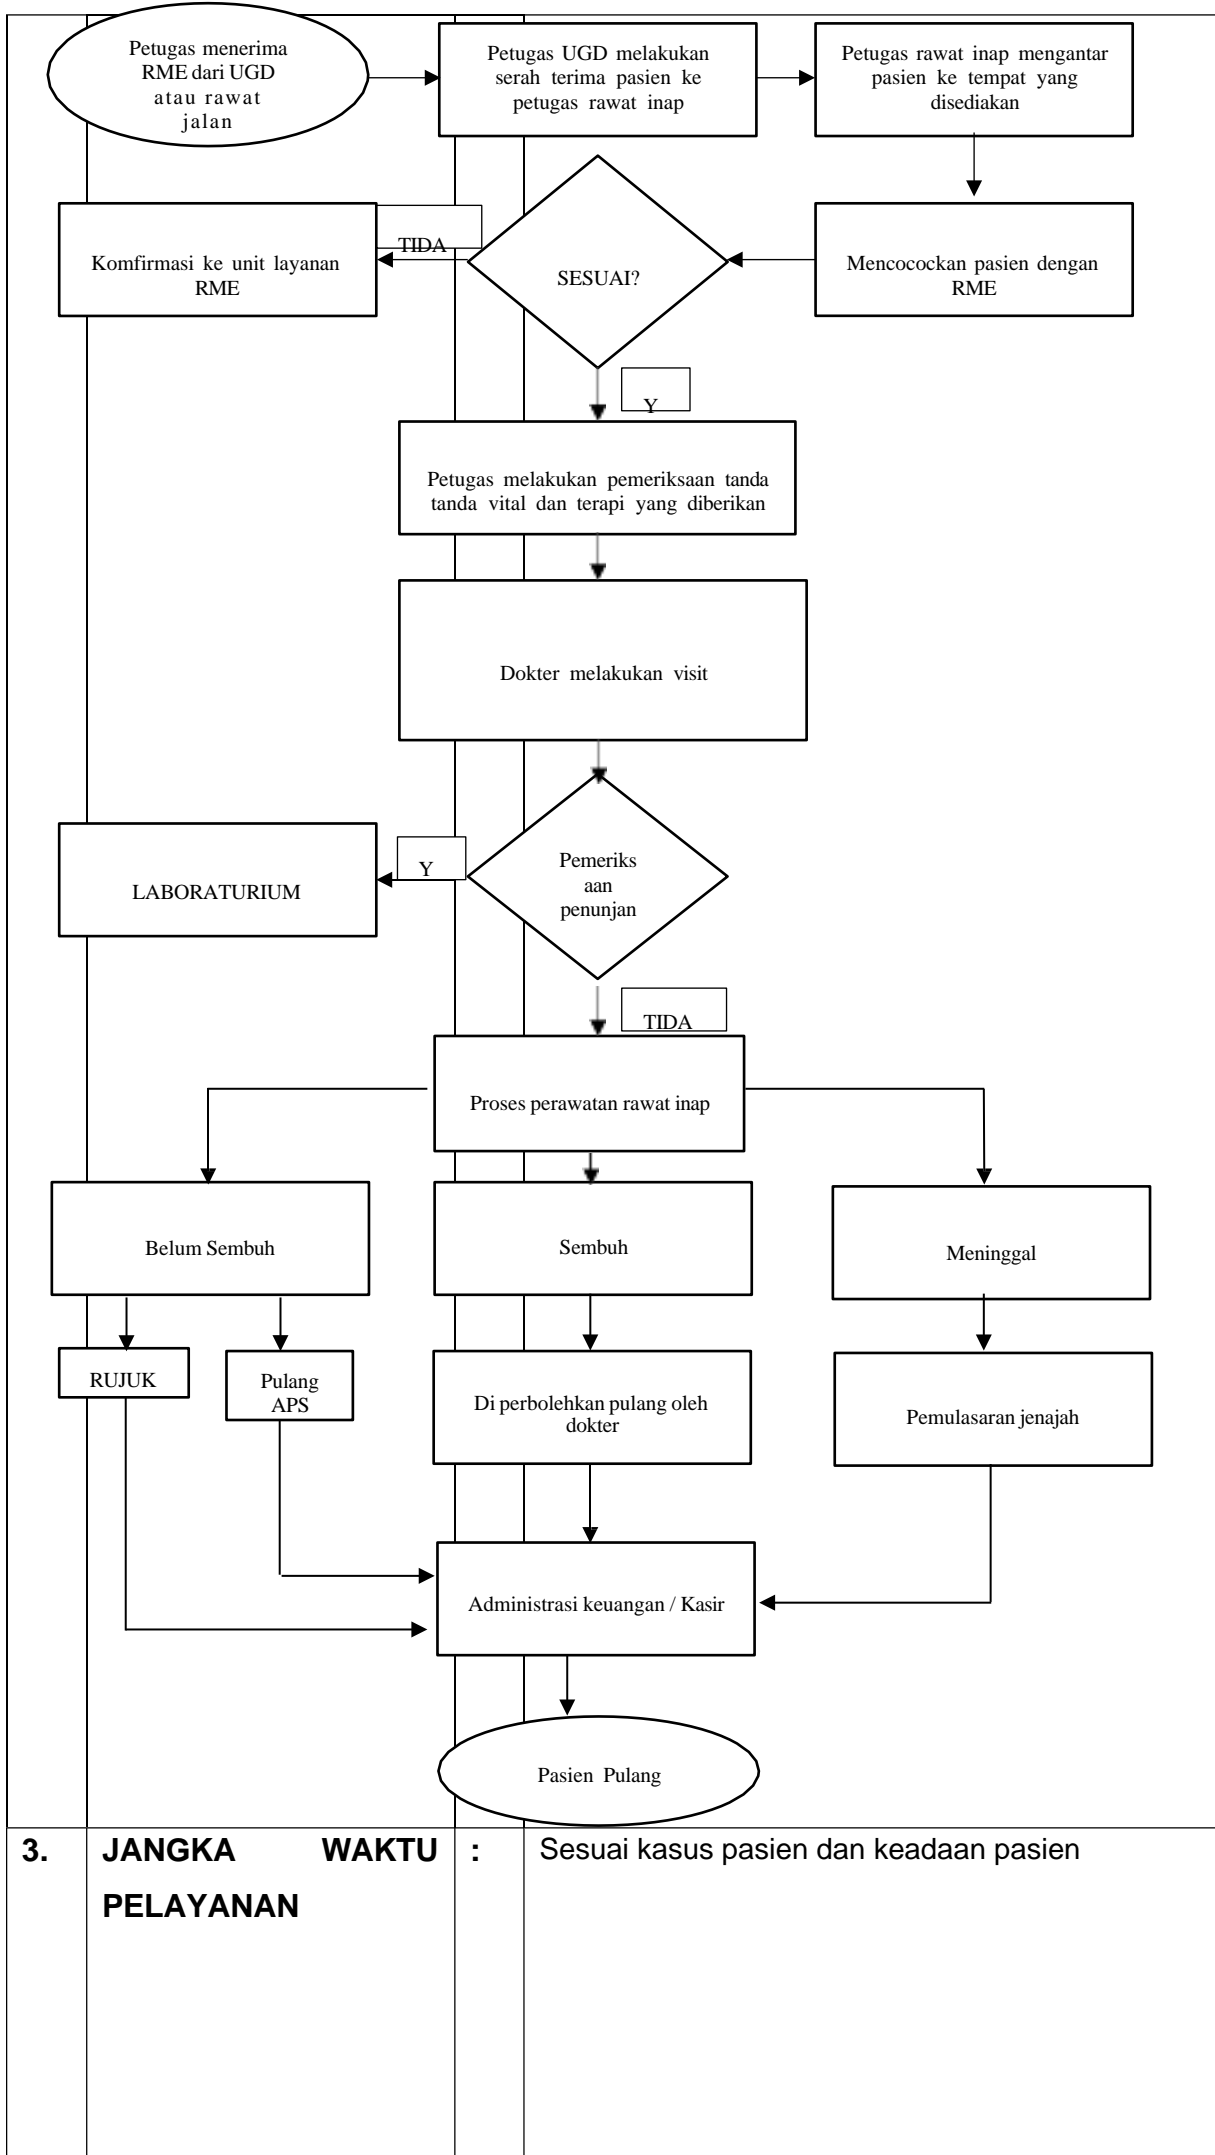 Petugas menerima
RME dari UGD
atau rawat
jalan
Petugas UGD melakukan
serah terima pasien ke
petugas rawat inap
Petugas rawat inap mengantar
pasien ke tempat yang
disediakan
Komfirmasi ke unit layanan
RME
TIDA
SESUAI?
Mencocockan pasien dengan
RME
Y
Petugas melakukan pemeriksaan tanda
tanda vital dan terapi yang diberikan
Dokter melakukan visit
LABORATURIUM
Y
Pemeriks
aan
penunjan
TIDA
Proses perawatan rawat inap
Belum Sembuh
Sembuh
Meninggal
RUJUK
Pulang
APS
Di perbolehkan pulang oleh
dokter
Pemulasaran jenajah
Administrasi keuangan / Kasir
Pasien Pulang
3. JANGKA WAKTU : Sesuai kasus pasien dan keadaan pasien
PELAYANAN